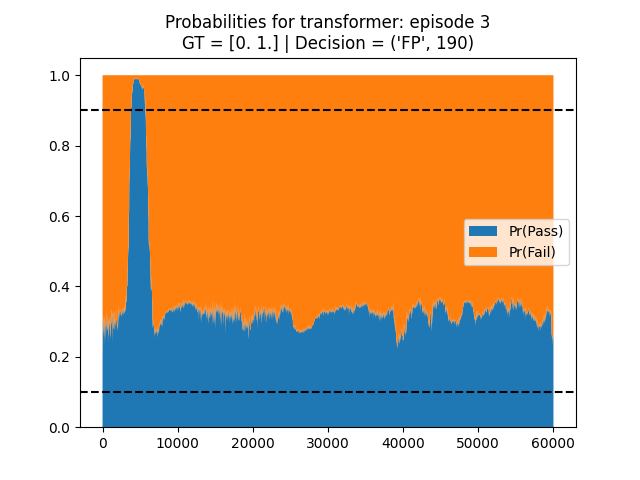 Probabilities for transformer: episode 3
GT = [0. 1.] | Decision = ('FP', 190)
1.0
0.8
0.6
0.4
0.2
0.0
Pr(Pass)
Pr(Fail)
0 10000 20000 30000 40000 50000 60000